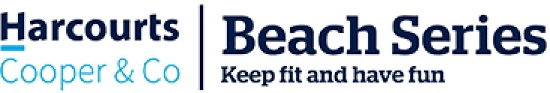 Harcourts
Cooper & Co
Beach Series
Keep fit and have fun